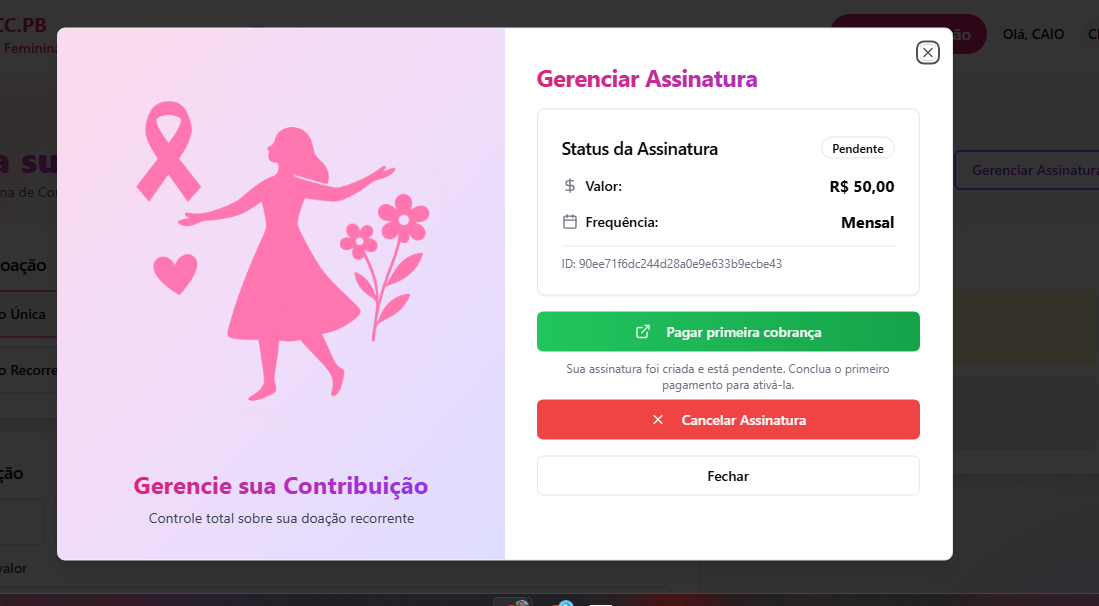 CC.PB
Feminina
ão
Olá, CAIO
Gerenciar Assinatura
Status da Assinatura
Pendente
Valor:
R$ 50,00
Frequência:
Mensal
ID: 90ee71f6dc244d28a0e9e633b9ecbe43
Pagar primeira cobrança
Sua assinatura foi criada e está pendente. Conclua o primeiro
pagamento para ativá-la.
Cancelar Assinatura
Fechar
Gerencie sua Contribuição
Controle total sobre sua doação recorrente
a su
na de Co
Gerenciar Assinatura
oação
o Única
o Recorre
ção
valor